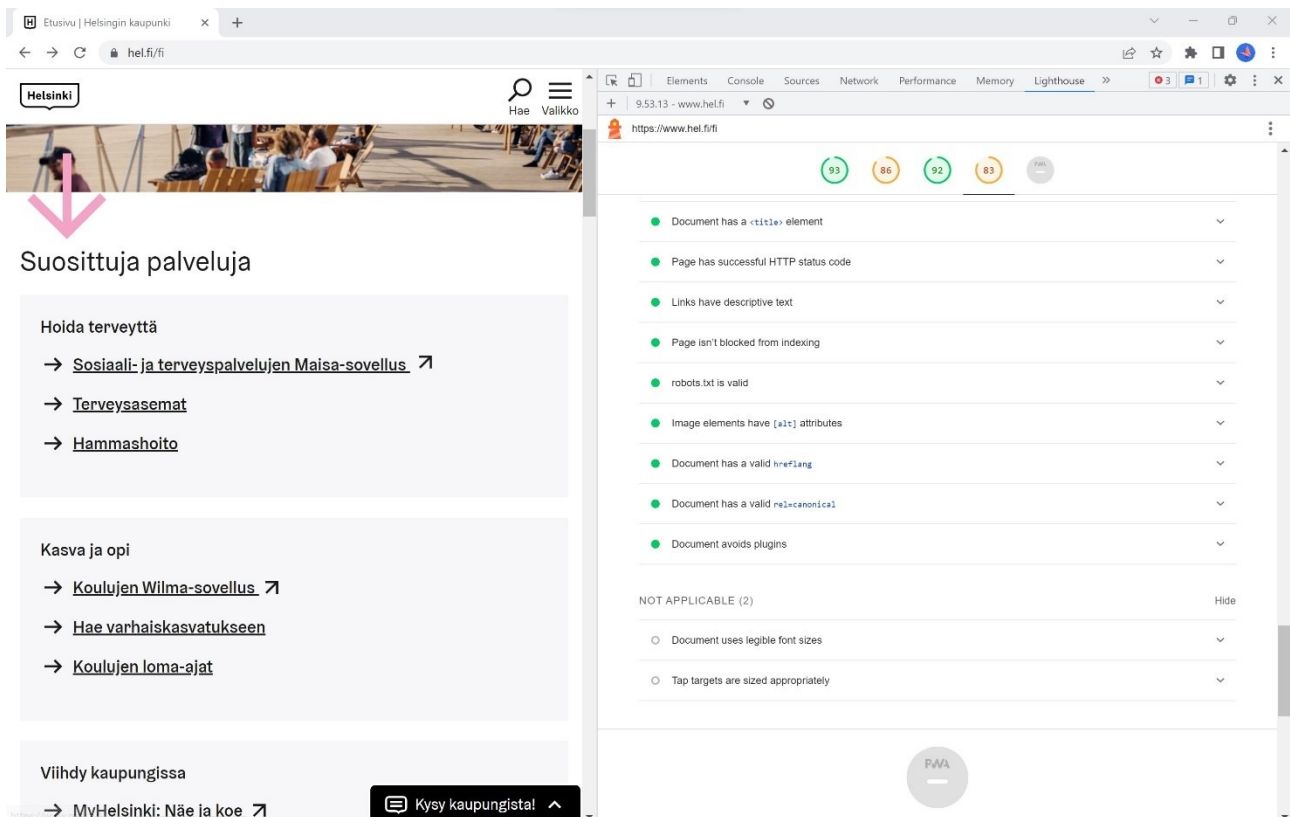 Etusivu | Helsingin kaupunki
hel.fi/fi
Helsinki
Hae Valikko
Suosittuja palveluja
Hoida terveyttä
Sosiaali- ja terveyspalvelujen Maisa-sovellus
Terveysasemat
Hammashoito
Kasva ja opi
Koulujen Wilma-sovellus
Hae varhaiskasvatukseen
Koulujen loma-ajat
Viihdy kaupungissa
MyHelsinki: Näe ja koe
Kysy kaupungista!
Elements Console Sources Network Performance Memory Lighthouse » 3 1
9.53.13 - www.hel.fi
https://www.hel.fi/fi
93 86 92 83 PWA
Document has a <title> element
Page has successful HTTP status code
Links have descriptive text
Page isn't blocked from indexing
robots.txt is valid
Image elements have [alt] attributes
Document has a valid hreflang
Document has a valid rel=canonical
Document avoids plugins
NOT APPLICABLE (2) Hide
Document uses legible font sizes
Tap targets are sized appropriately
PWA